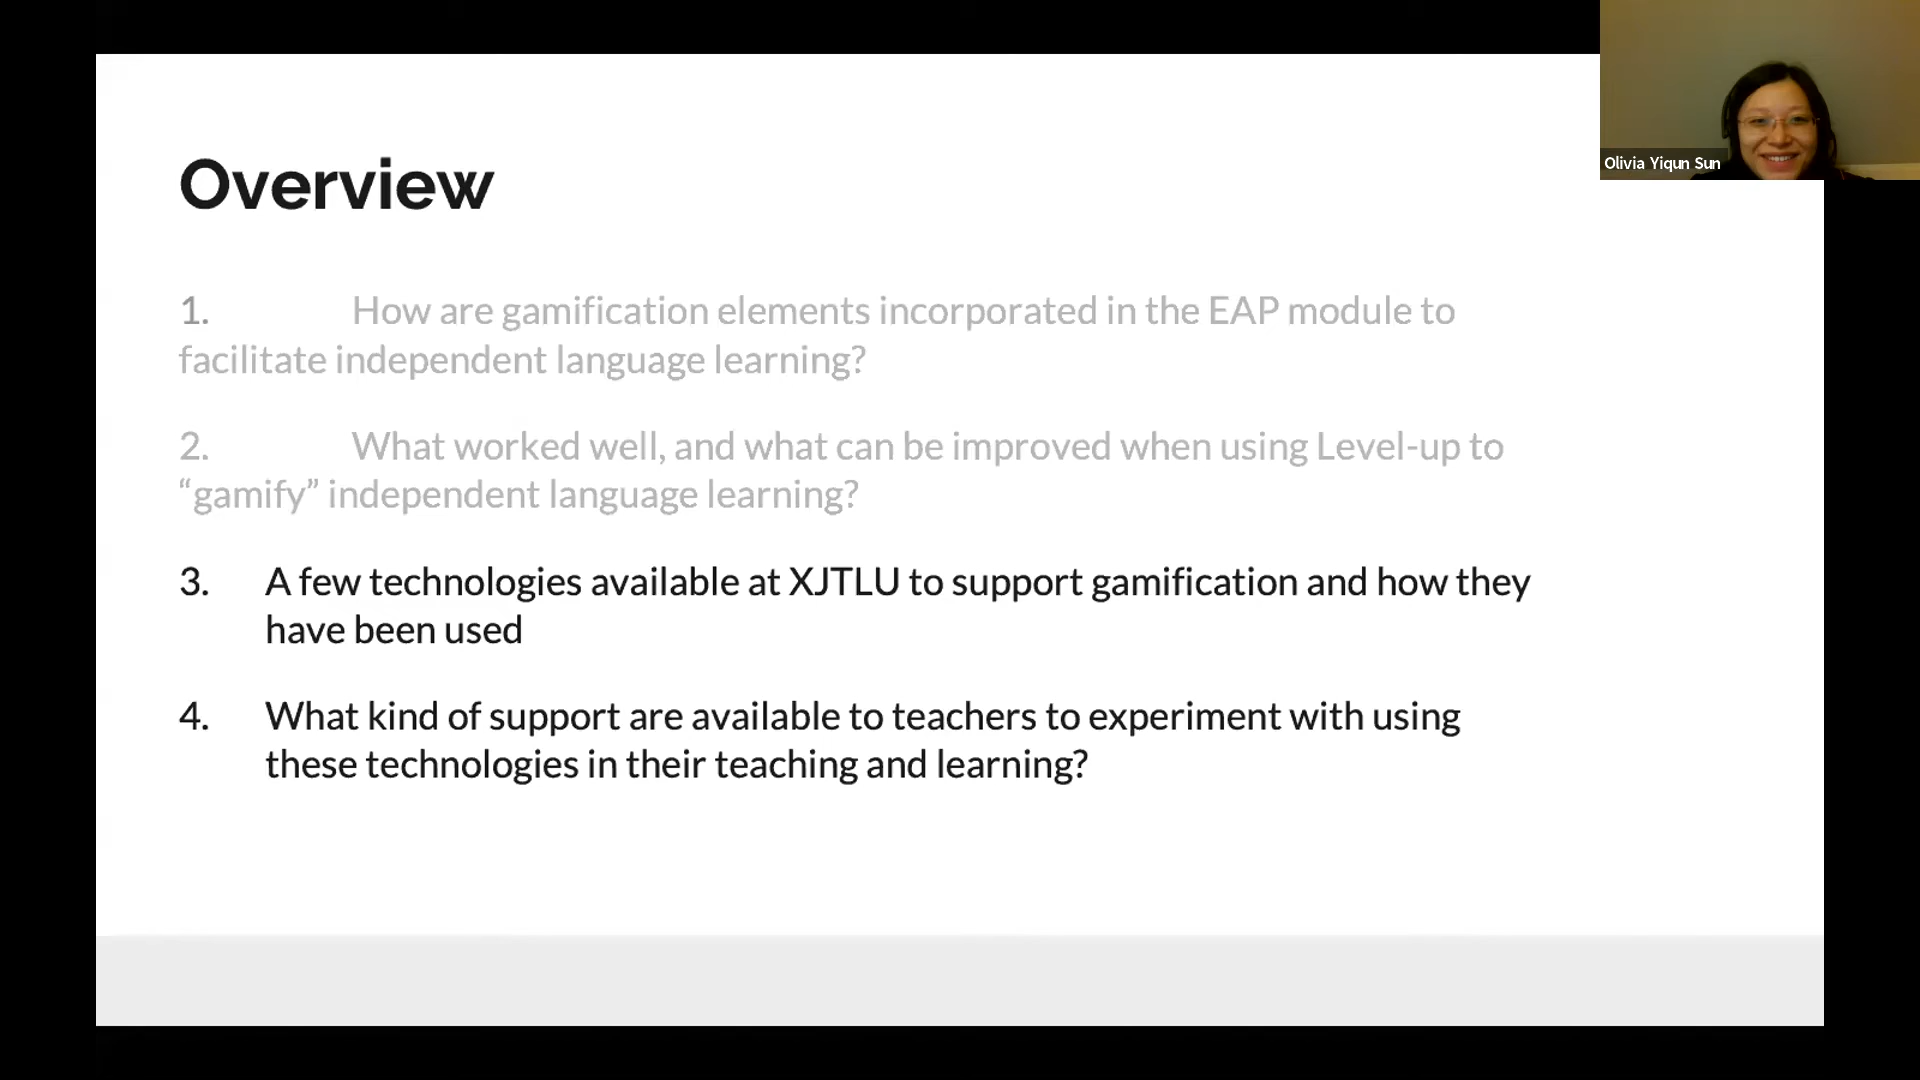 Olivia Yiqun Sun
Overview
1. How are gamification elements incorporated in the EAP module to
facilitate independent language learning?
2. What worked well, and what can be improved when using Level-up to
“gamify” independent language learning?
3. A few technologies available at XJTLU to support gamification and how they
have been used
4. What kind of support are available to teachers to experiment with using
these technologies in their teaching and learning?